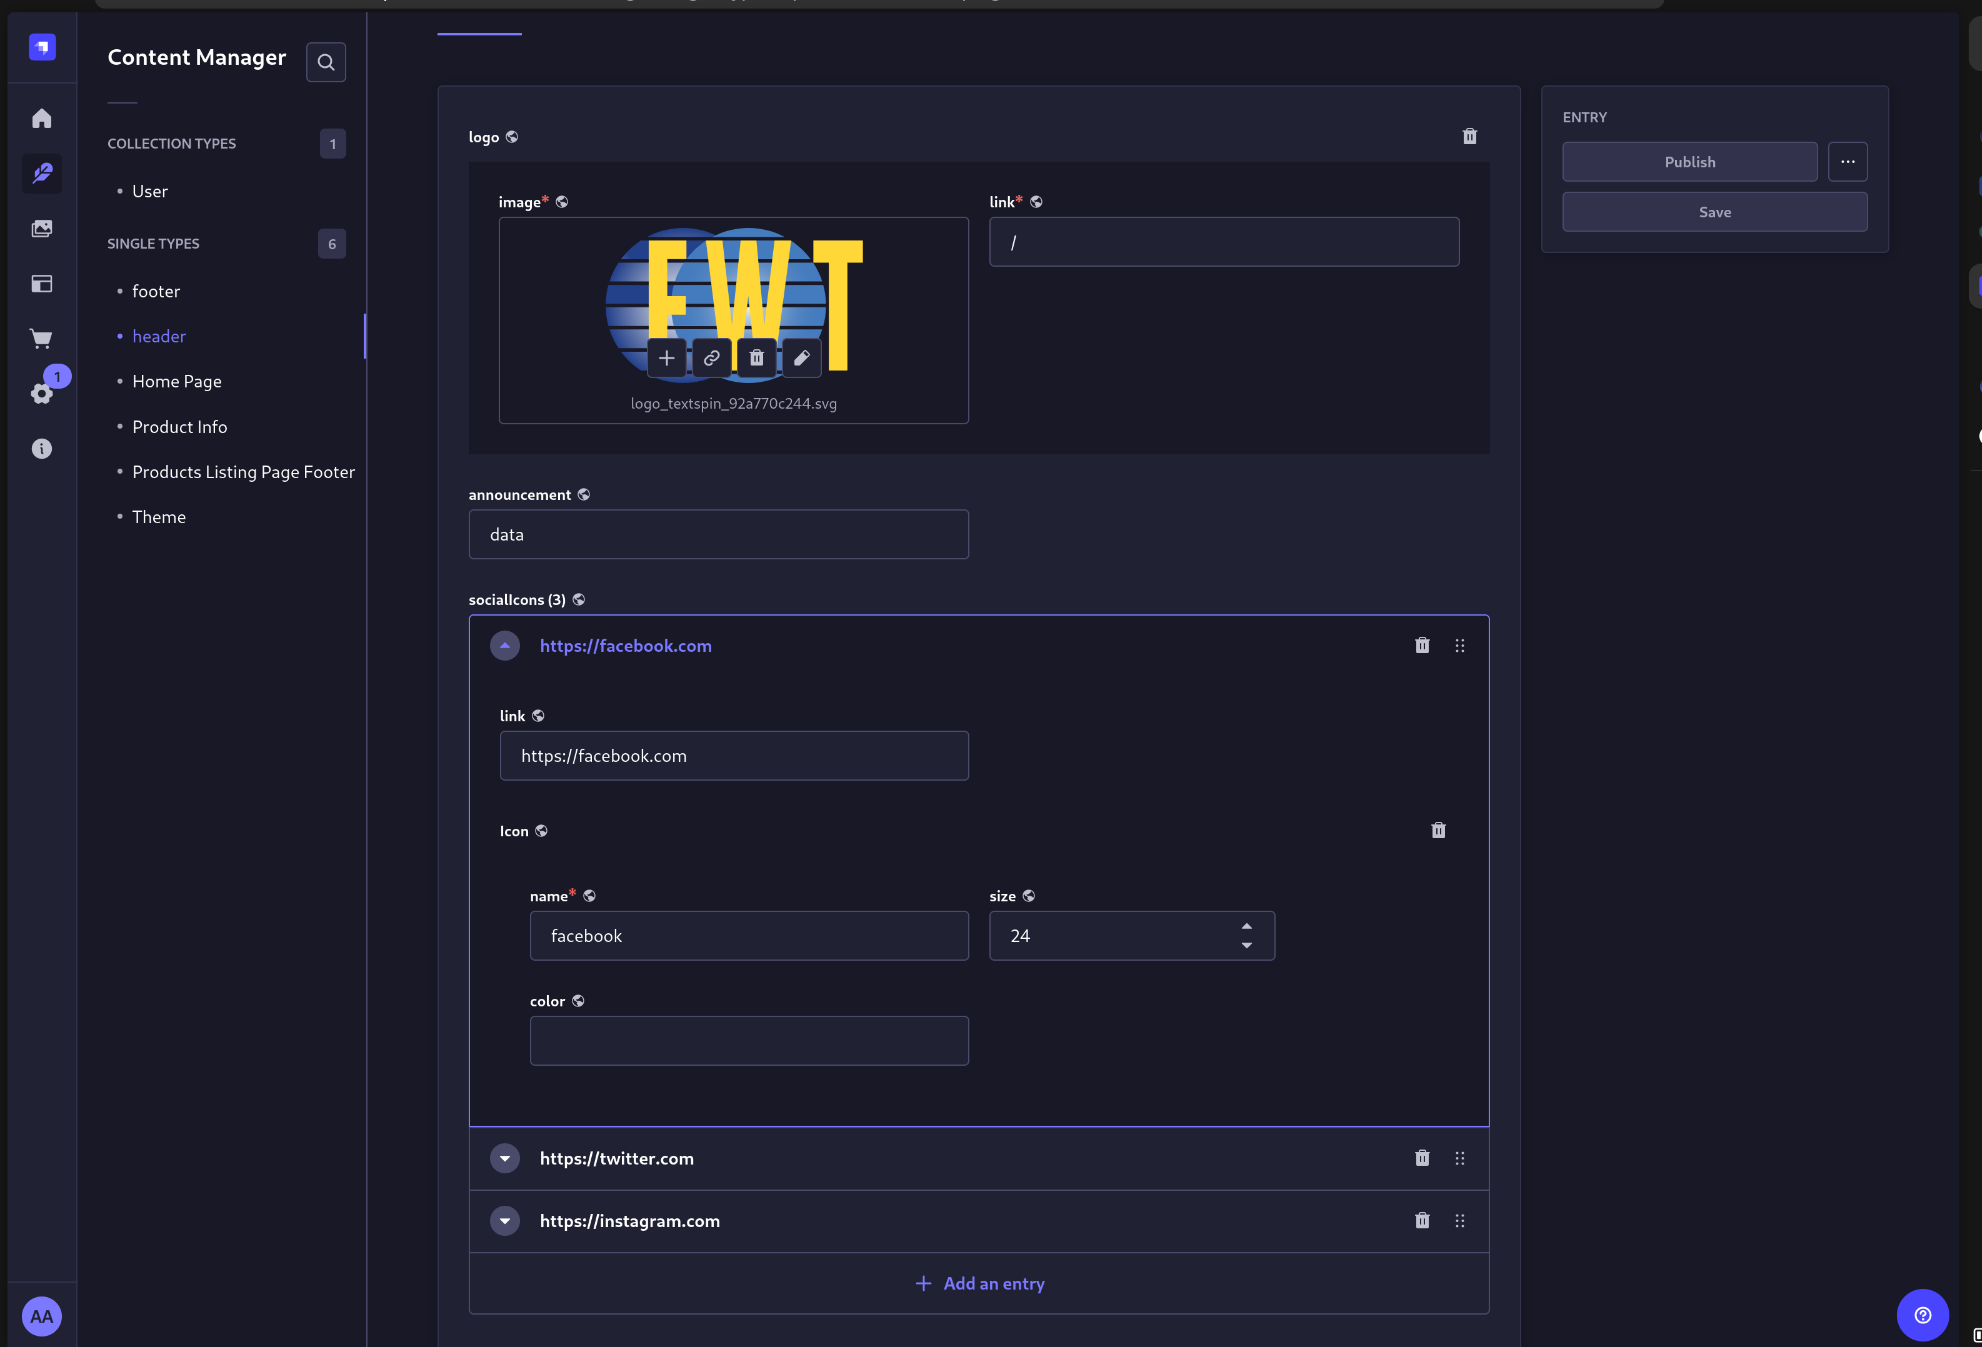 Content Manager
COLLECTION TYPES 1
User
SINGLE TYPES 6
footer
header
Home Page
Product Info
Products Listing Page Footer
Theme
1
AA
logo
image*
FWT
logo_textspin_92a770c244.svg
link*
/
announcement
data
socialIcons (3)
https://facebook.com
link
https://facebook.com
Icon
name*
facebook
size
24
color
https://twitter.com
https://instagram.com
Add an entry
ENTRY
Publish
Save